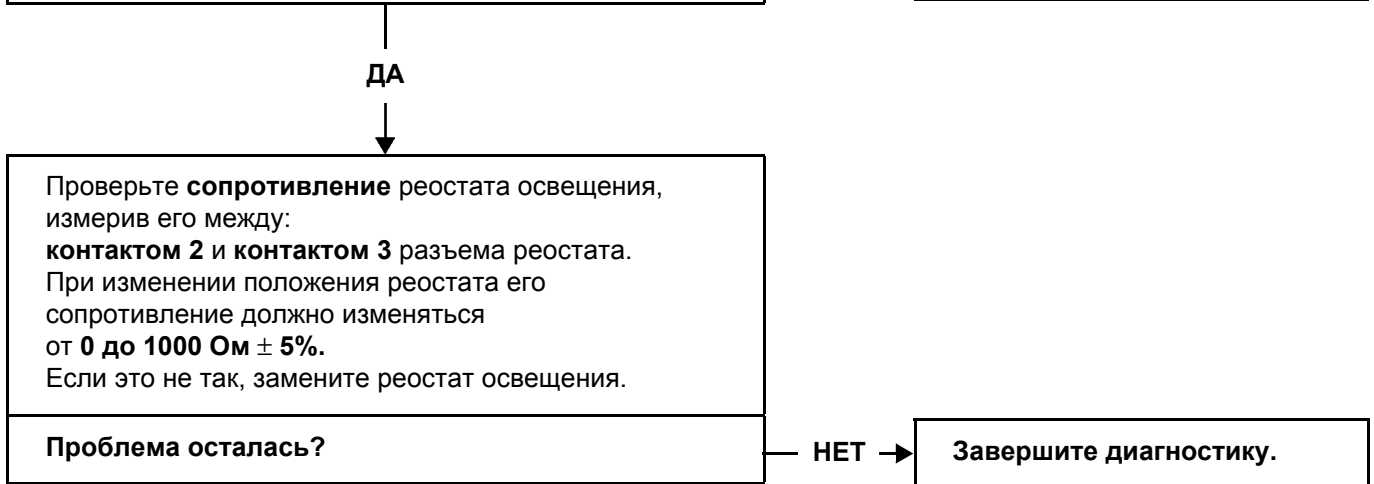 ДА
Проверьте сопротивление реостата освещения,
измерив его между:
контактом 2 и контактом 3 разъема реостата.
При изменении положения реостата его
сопротивление должно изменяться
от 0 до 1000 Ом ± 5%.
Если это не так, замените реостат освещения.
Проблема осталась?
НЕТ
Завершите диагностику.